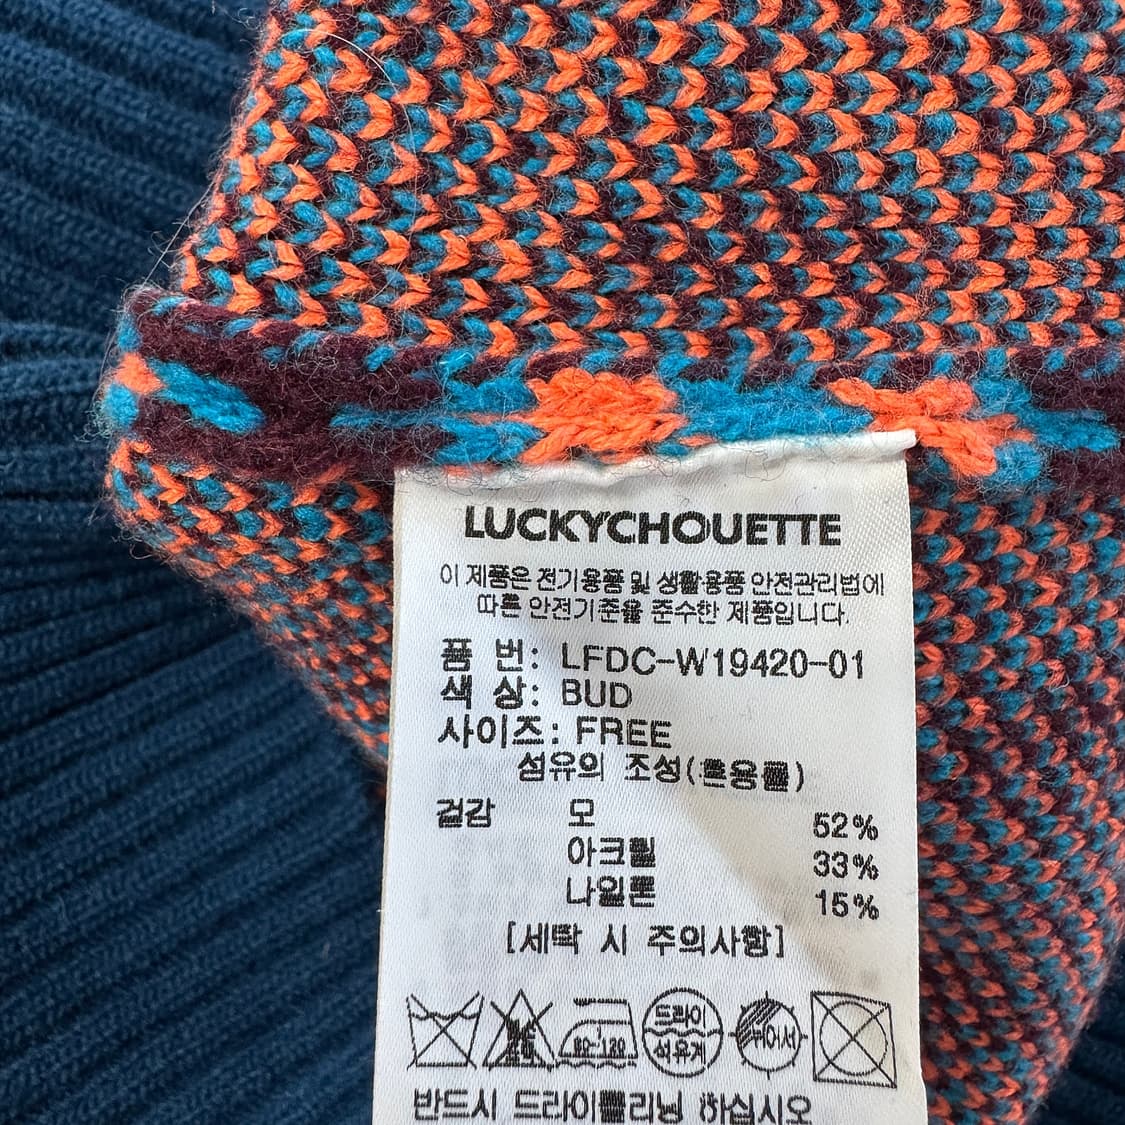 LUCKYCHOUETTE
이 제품은 전기용품 및 생활용품 안전관리법에
따른 안전기준을 준수한 제품입니다.
품 번: LFDC-W19420-01
색 상: BUD
사이즈: FREE
섬유의 조성(혼용률)
겉감 모 52%
아크릴 33%
나일론 15%
[세탁 시 주의사항]
80-120
드라이
석유계
뉘어서
반드시 드라이클리닝 하십시오